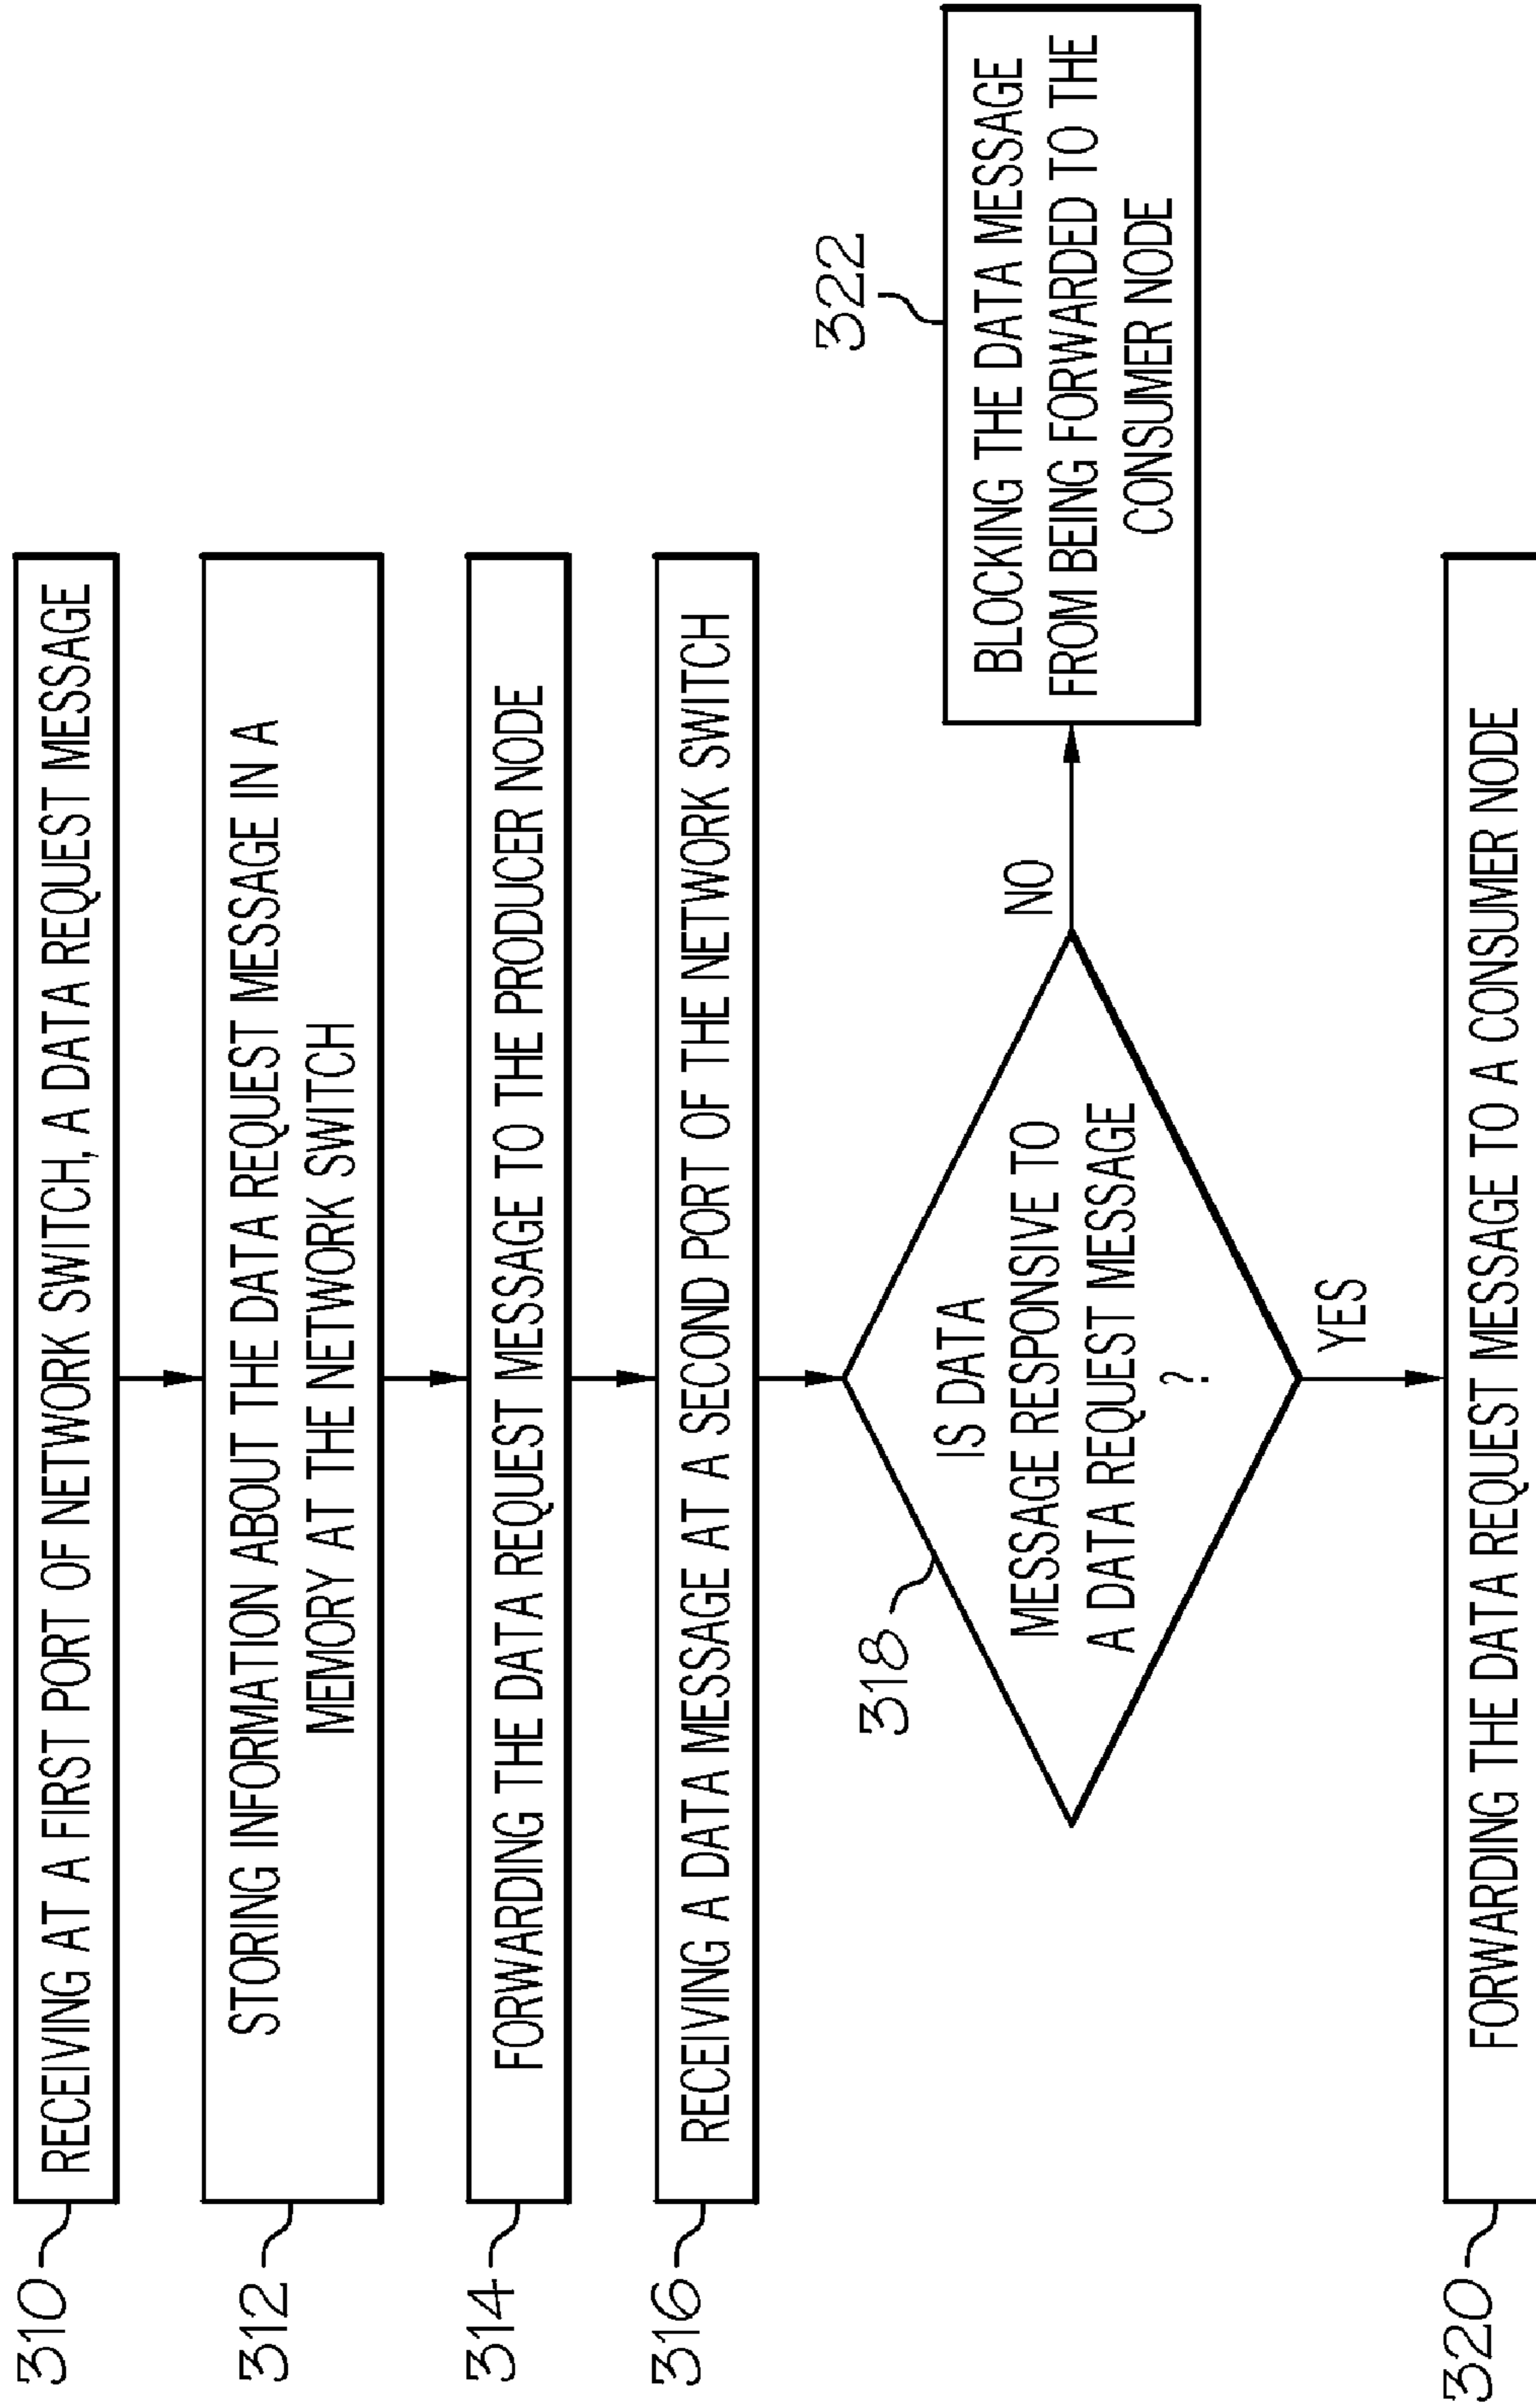 310
RECEIVING AT A FIRST PORT OF NETWORK SWITCH, A DATA REQUEST MESSAGE
312
STORING INFORMATION ABOUT THE DATA REQUEST MESSAGE IN A
MEMORY AT THE NETWORK SWITCH
314
FORWARDING THE DATA REQUEST MESSAGE TO THE PRODUCER NODE
316
RECEIVING A DATA MESSAGE AT A SECOND PORT OF THE NETWORK SWITCH
318
IS DATA
MESSAGE RESPONSIVE TO
A DATA REQUEST MESSAGE
?
NO
322
BLOCKING THE DATA MESSAGE
FROM BEING FORWARDED TO THE
CONSUMER NODE
YES
320
FORWARDING THE DATA REQUEST MESSAGE TO A CONSUMER NODE